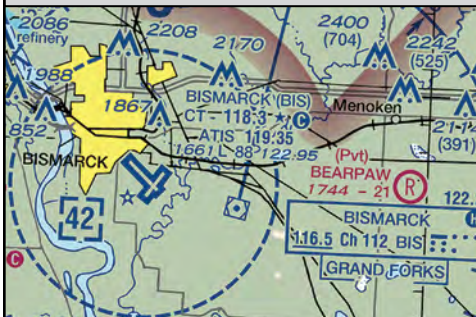 2086
refinery
2208
2400
(704)
2242
(525)
2170
1988
1867
BISMARCK (BIS)
CT - 118.3 ★ C
ATIS 119.35
1661 L 88 122.95
Menoken
(391)
852
BISMARCK
(Pvt)
BEARPAW
1744 - 21
R
42
122.
BISMARCK
116.5 Ch 112 BIS
GRAND FORKS
C